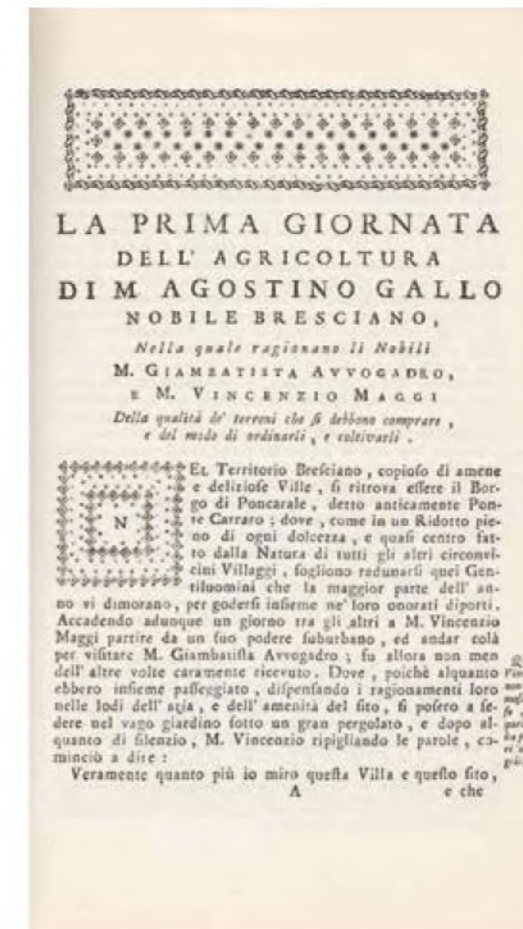 LA PRIMA GIORNATA
DELL' AGRICOLTURA
DI M AGOSTINO GALLO
NOBILE BRESCIANO,
Nella quale ragionano li Nobili
M. GIAMBATISTA AVVOGADRO,
E M. VINCENZIO MAGGI
Della qualità de' terreni che ſi debbono comprare,
e del modo di ordinarli, e coltivarli.
NEL Territorio Breſciano, copioſo di amene
e delizioſe Ville, ſi ritrova eſſere il Bor-
go di Poncarale, detto anticamente Pon-
te Carraro; dove, come in un Ridotto pie-
no di ogni dolcezza, e quaſi centro fat-
to dalla Natura di tutti gli altri circonvi-
cini Villaggi, ſogliono radunarſi quei Gen-
tiluomini che la maggior parte dell' an-
no vi dimorano, per goderſi inſieme ne' loro onorati diporti.
Accadendo adunque un giorno tra gli altri a M. Vincenzio
Maggi partire da un ſuo podere ſuburbano, ed andar colà
per viſitare M. Giambatiſta Avvogadro; fu allora non men
dell' altre volte caramente ricevuto. Dove, poichè alquanto
ebbero inſieme paſſeggiato, diſpenſando i ragionamenti loro
nelle lodi dell' aria, e dell' amenità del ſito, ſi poſero a ſe-
dere nel vago giardino ſotto un gran pergolato, e dopo al-
quanto di ſilenzio, M. Vincenzio ripigliando le parole, co-
minciò a dire:
Veramente quanto più io miro queſta Villa e queſto ſito,
A e che